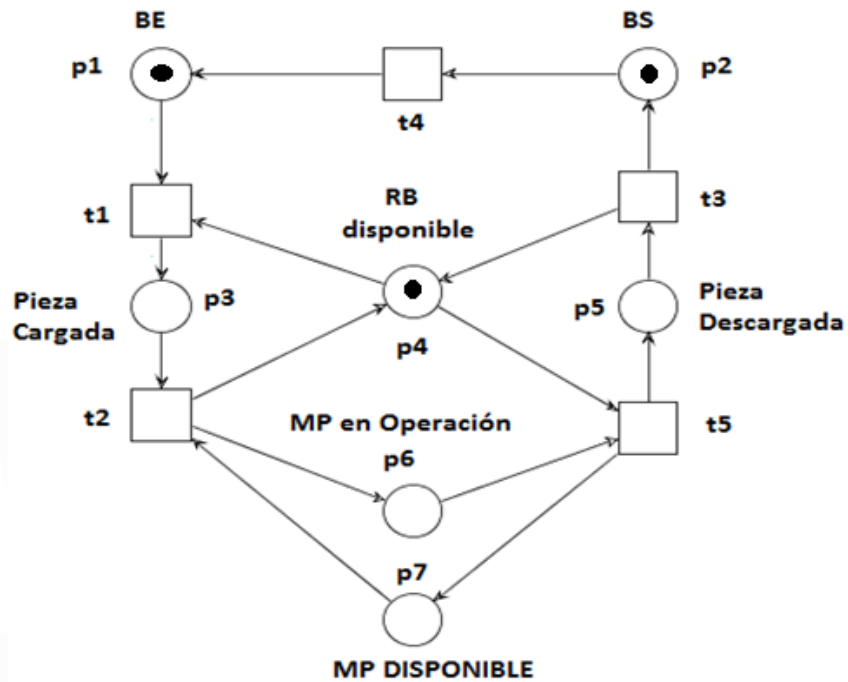 BE
BS
p1
p2
t4
t1
RB
disponible
t3
Pieza
Cargada
p3
p4
p5
Pieza
Descargada
t2
MP en Operación
t5
p6
p7
MP DISPONIBLE